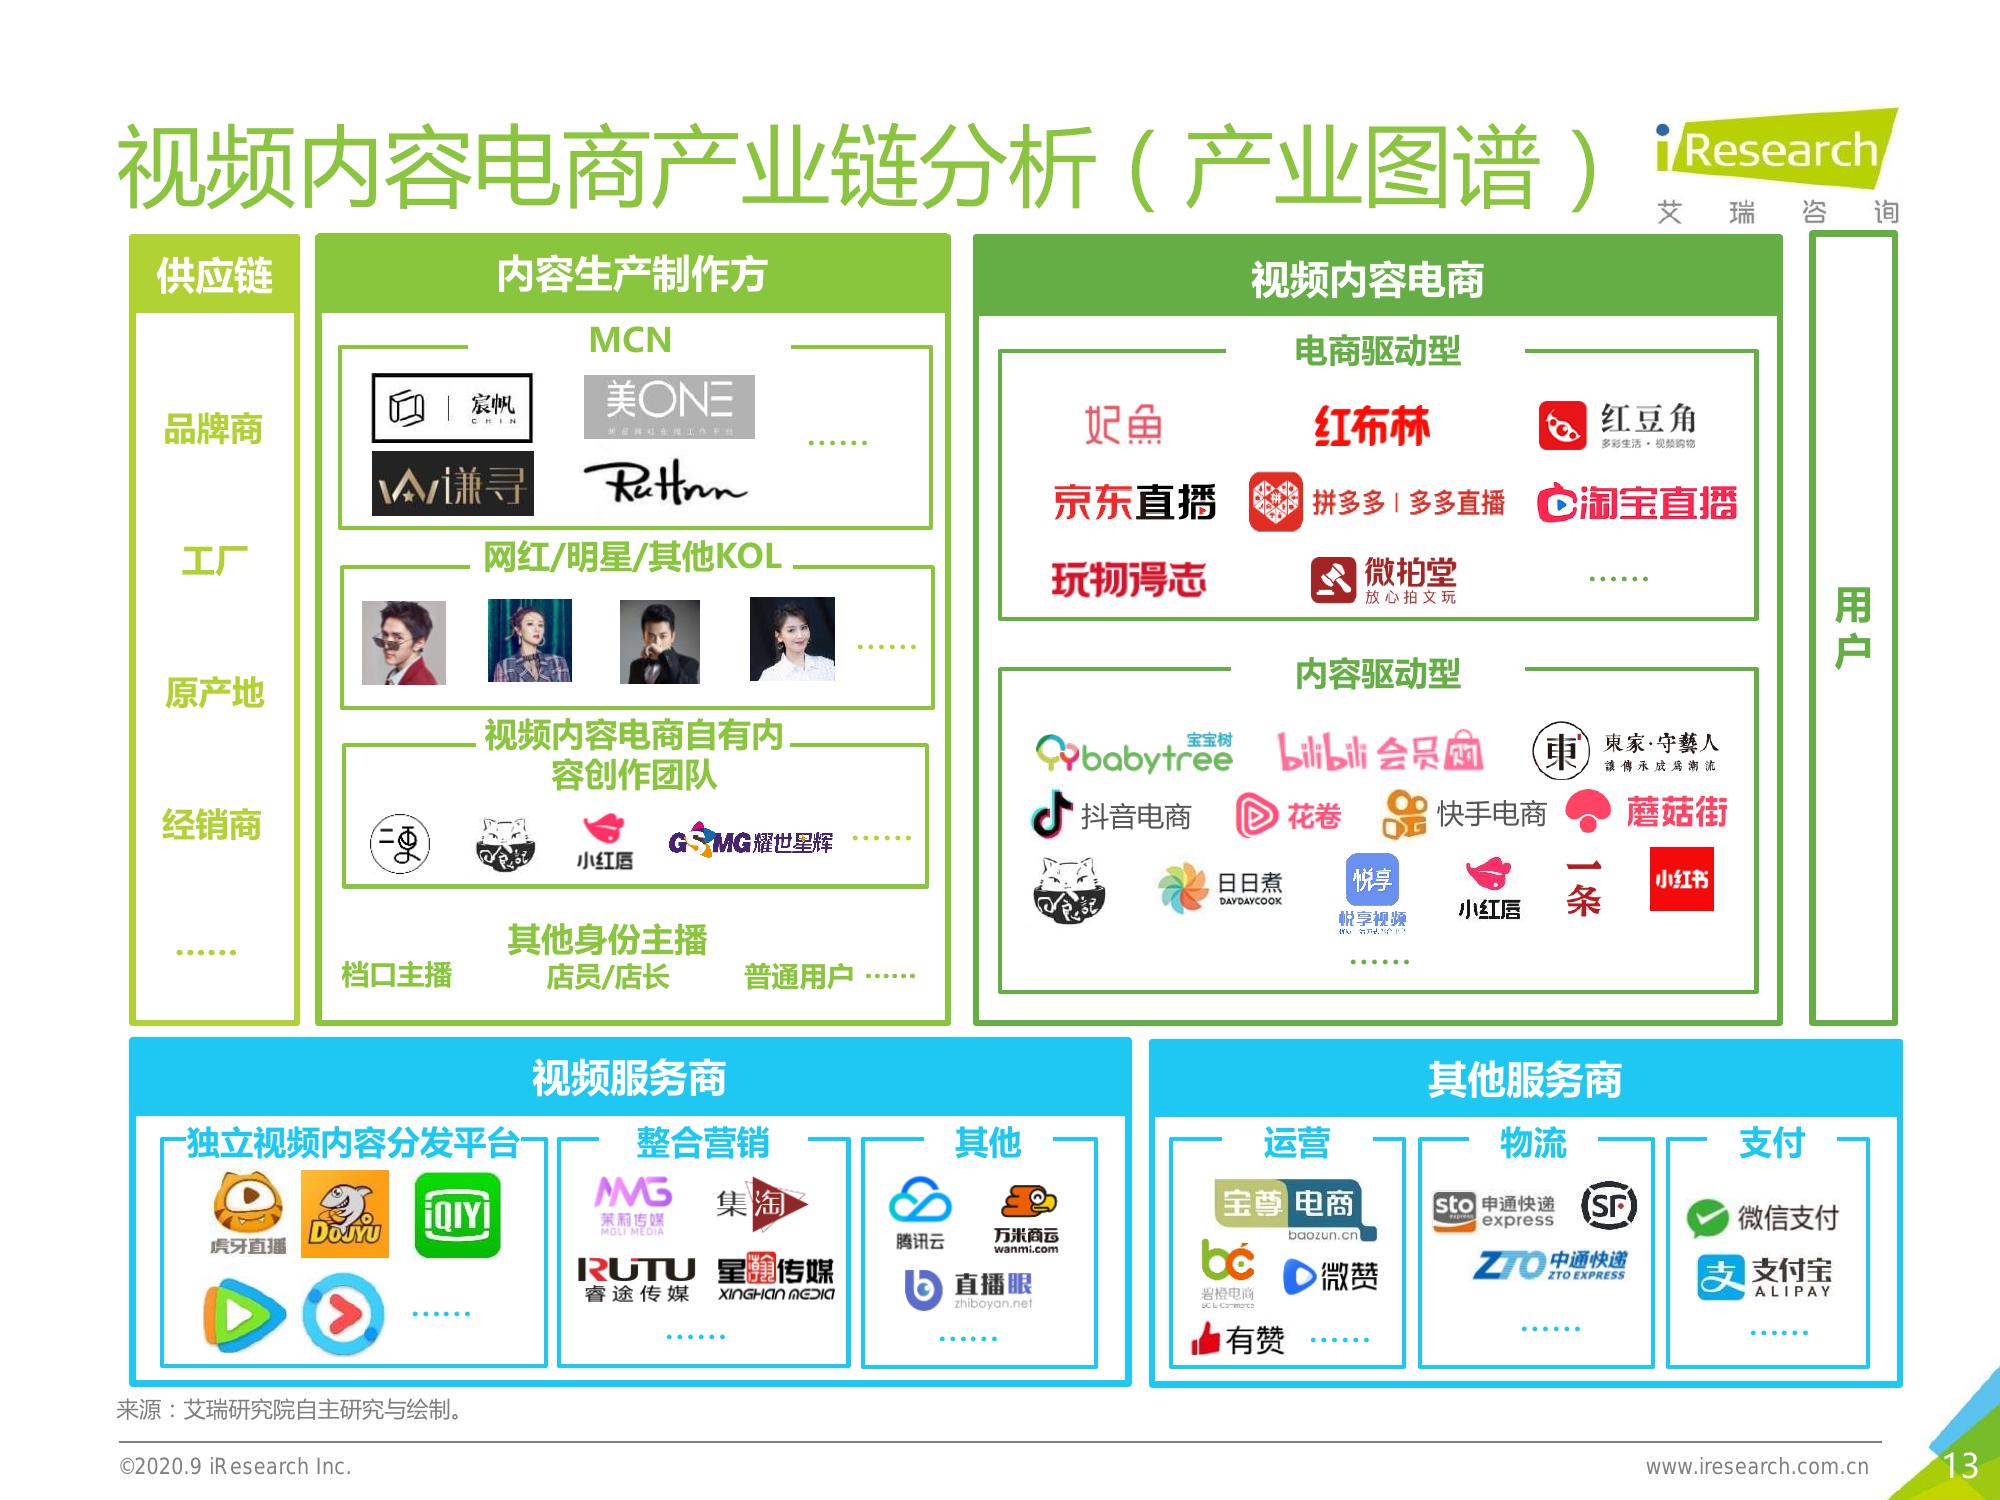 视频内容电商产业链分析（产业图谱）
iResearch
艾瑞咨询
供应链
品牌商
工厂
原产地
经销商
……
内容生产制作方
MCN
宸帆
CHIN
美ONE
谦寻
RuHnn
……
网红/明星/其他KOL
……
视频内容电商自有内
容创作团队
二更
日食记
小红唇
GSMG耀世星辉
……
其他身份主播
档口主播 店员/店长 普通用户 ……
视频内容电商
电商驱动型
妃鱼
红布林
红豆角
多彩生活·视频购物
京东直播
拼多多 | 多多直播
淘宝直播
玩物得志
微拍堂
放心拍文玩
……
内容驱动型
宝宝树
babytree
bilibili 会员购
東
東家·守藝人
誰傳承成為潮流
抖音电商
花卷
快手电商
蘑菇街
日食记
日日煮
DAYDAYCOOK
悦享
悦享视频
小红唇
一条
小红书
……
用户
视频服务商
独立视频内容分发平台
虎牙直播
DOUYU
iQIYI
……
整合营销
MMG
茉莉传媒
MOLI MEDIA
集淘
RUTU
睿途传媒
星瀚传媒
XINGHAN MEDIA
……
其他
腾讯云
万米商云
wanmi.com
直播眼
zhiboyan.net
……
其他服务商
运营
宝尊电商
baozun.cn
bc
碧橙电商
BC E-Commerce
微赞
有赞
……
物流
sto
express
申通快递
express
SF
ZTO 中通快递
ZTO EXPRESS
……
支付
微信支付
支
支付宝
ALIPAY
……
来源：艾瑞研究院自主研究与绘制。
©2020.9 iResearch Inc.
www.iresearch.com.cn
13